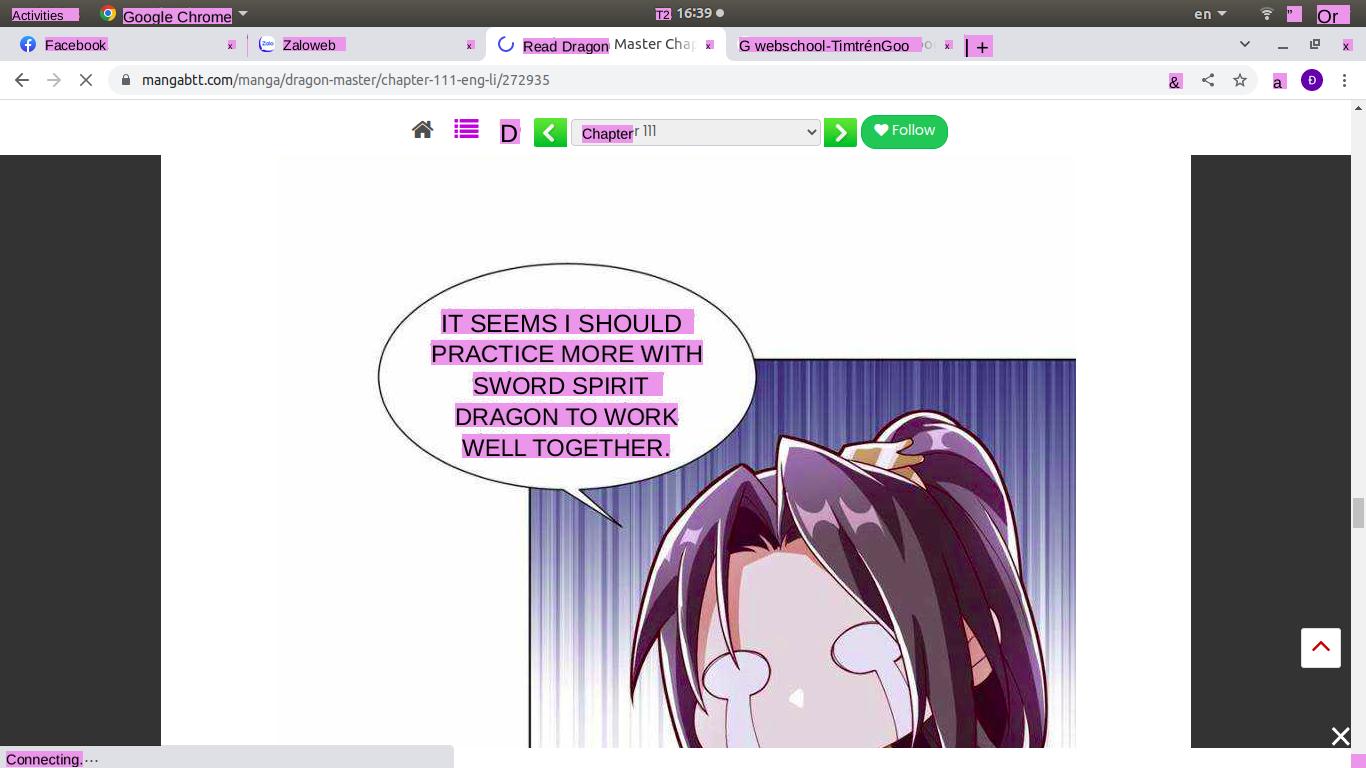 Activities
Google Chrome
T2 16:39
en
"
Or
Facebook
x
Zaloweb
x
Read Dragon Master Chap
x
G webschool-TimtrénGoo
x
| +
x
mangabtt.com/manga/dragon-master/chapter-111-eng-li/272935
&
a
Đ
D
Chapter 111
Follow
IT SEEMS I SHOULD
PRACTICE MORE WITH
SWORD SPIRIT
DRAGON TO WORK
WELL TOGETHER.
Connecting...